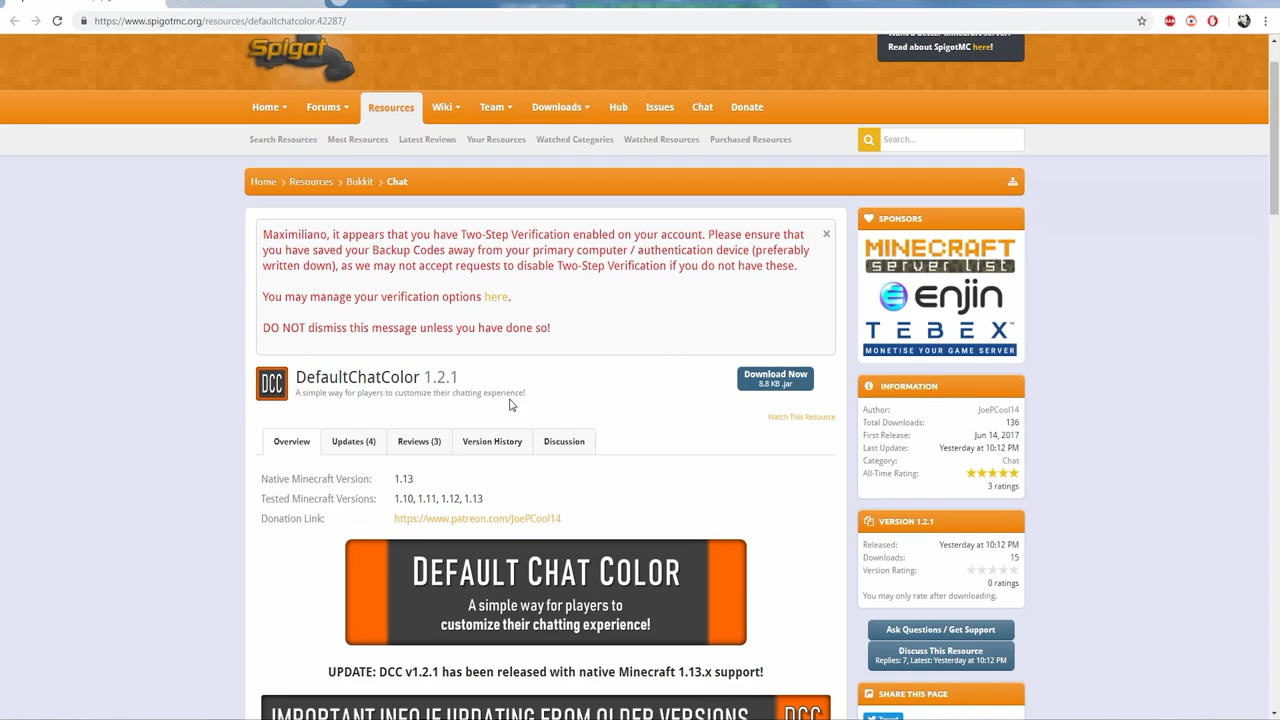 https://www.spigotmc.org/resources/defaultchatcolor.42287/
Spigot
Read about SpigotMC here!
Home
Forums
Resources
Wiki
Team
Downloads
Hub
Issues
Chat
Donate
Search Resources
Most Resources
Latest Reviews
Your Resources
Watched Categories
Watched Resources
Purchased Resources
Search...
Home
Resources
Bukkit
Chat
Maximiliano, it appears that you have Two-Step Verification enabled on your account. Please ensure that
you have saved your Backup Codes away from your primary computer / authentication device (preferably
written down), as we may not accept requests to disable Two-Step Verification if you do not have these.
You may manage your verification options here.
DO NOT dismiss this message unless you have done so!
DCC
DefaultChatColor 1.2.1
A simple way for players to customize their chatting experience!
Download Now
8.8 KB .jar
Watch This Resource
Overview
Updates (4)
Reviews (3)
Version History
Discussion
Native Minecraft Version: 1.13
Tested Minecraft Versions: 1.10, 1.11, 1.12, 1.13
Donation Link: https://www.patreon.com/JoePCool14
DEFAULT CHAT COLOR
A simple way for players to
customize their chatting experience!
UPDATE: DCC v1.2.1 has been released with native Minecraft 1.13.x support!
IMPORTANT INFO IF UPDATING FROM OLDER VERSIONS
DCC
SPONSORS
MINECRAFT
SERVER LIST
enjin
TEBEX
MONETISE YOUR GAME SERVER
INFORMATION
Author: JoePCool14
Total Downloads: 136
First Release: Jun 14, 2017
Last Update: Yesterday at 10:12 PM
Category: Chat
All-Time Rating:
3 ratings
VERSION 1.2.1
Released: Yesterday at 10:12 PM
Downloads: 15
Version Rating:
0 ratings
You may only rate after downloading.
Ask Questions / Get Support
Discuss This Resource
Replies: 7, Latest: Yesterday at 10:12 PM
SHARE THIS PAGE
Tweet